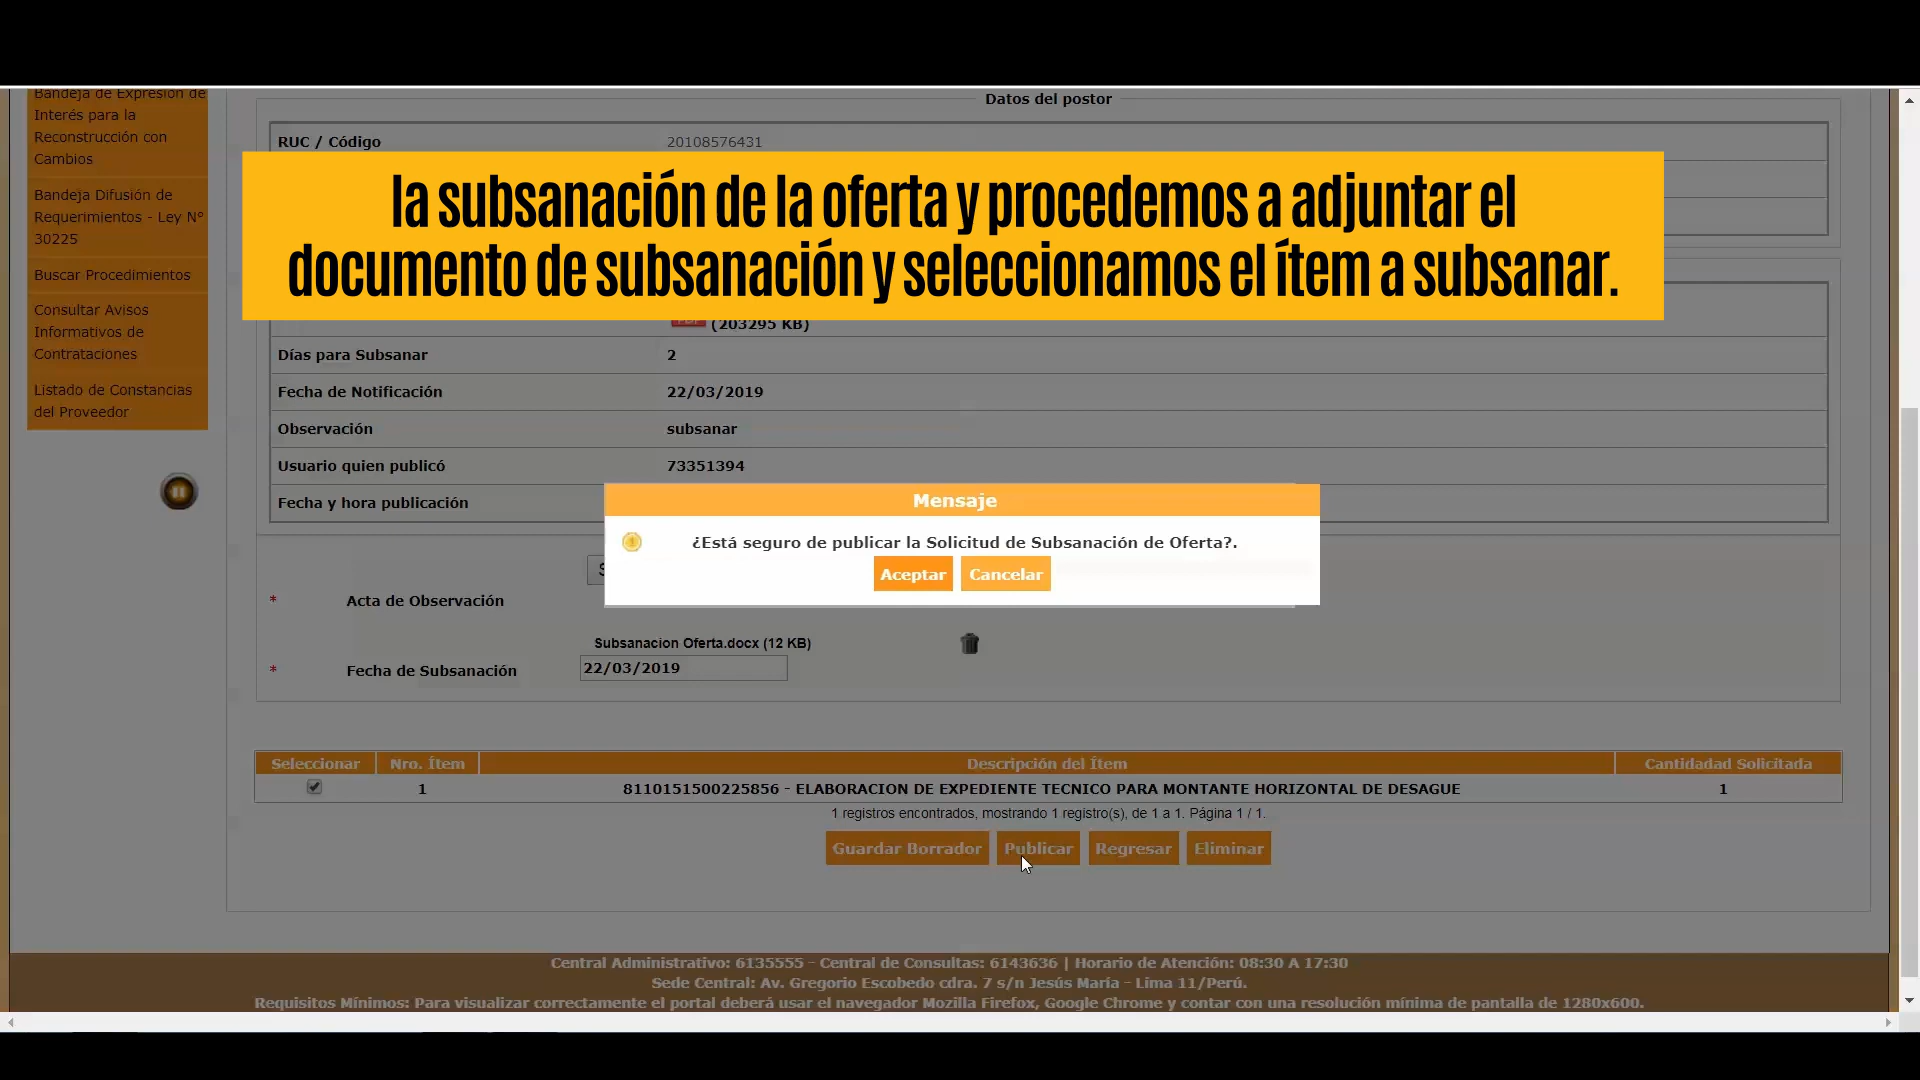 Bandeja de Expresión de
Interés para la
Reconstrucción con
Cambios
Bandeja Difusión de
Requerimientos - Ley N°
30225
Buscar Procedimientos
Consultar Avisos
Informativos de
Contrataciones
Listado de Constancias
del Proveedor
Datos del postor
RUC / Código 20108576431
la subsanación de la oferta y procedemos a adjuntar el
documento de subsanación y seleccionamos el ítem a subsanar.
(203295 KB)
Días para Subsanar 2
Fecha de Notificación 22/03/2019
Observación subsanar
Usuario quien publicó 73351394
Fecha y hora publicación
Mensaje
¿Está seguro de publicar la Solicitud de Subsanación de Oferta?.
Aceptar Cancelar
* Acta de Observación
Subsanacion Oferta.docx (12 KB)
* Fecha de Subsanación 22/03/2019
Seleccionar Nro. Ítem Descripción del Ítem Cantidadad Solicitada
1 8110151500225856 - ELABORACION DE EXPEDIENTE TECNICO PARA MONTANTE HORIZONTAL DE DESAGUE 1
1 registros encontrados, mostrando 1 registro(s), de 1 a 1. Página 1 / 1.
Guardar Borrador Publicar Regresar Eliminar
Central Administrativo: 6135555 - Central de Consultas: 6143636 | Horario de Atención: 08:30 A 17:30
Sede Central: Av. Gregorio Escobedo cdra. 7 s/n Jesús María - Lima 11/Perú.
Requisitos Mínimos: Para visualizar correctamente el portal deberá usar el navegador Mozilla Firefox, Google Chrome y contar con una resolución mínima de pantalla de 1280x600.